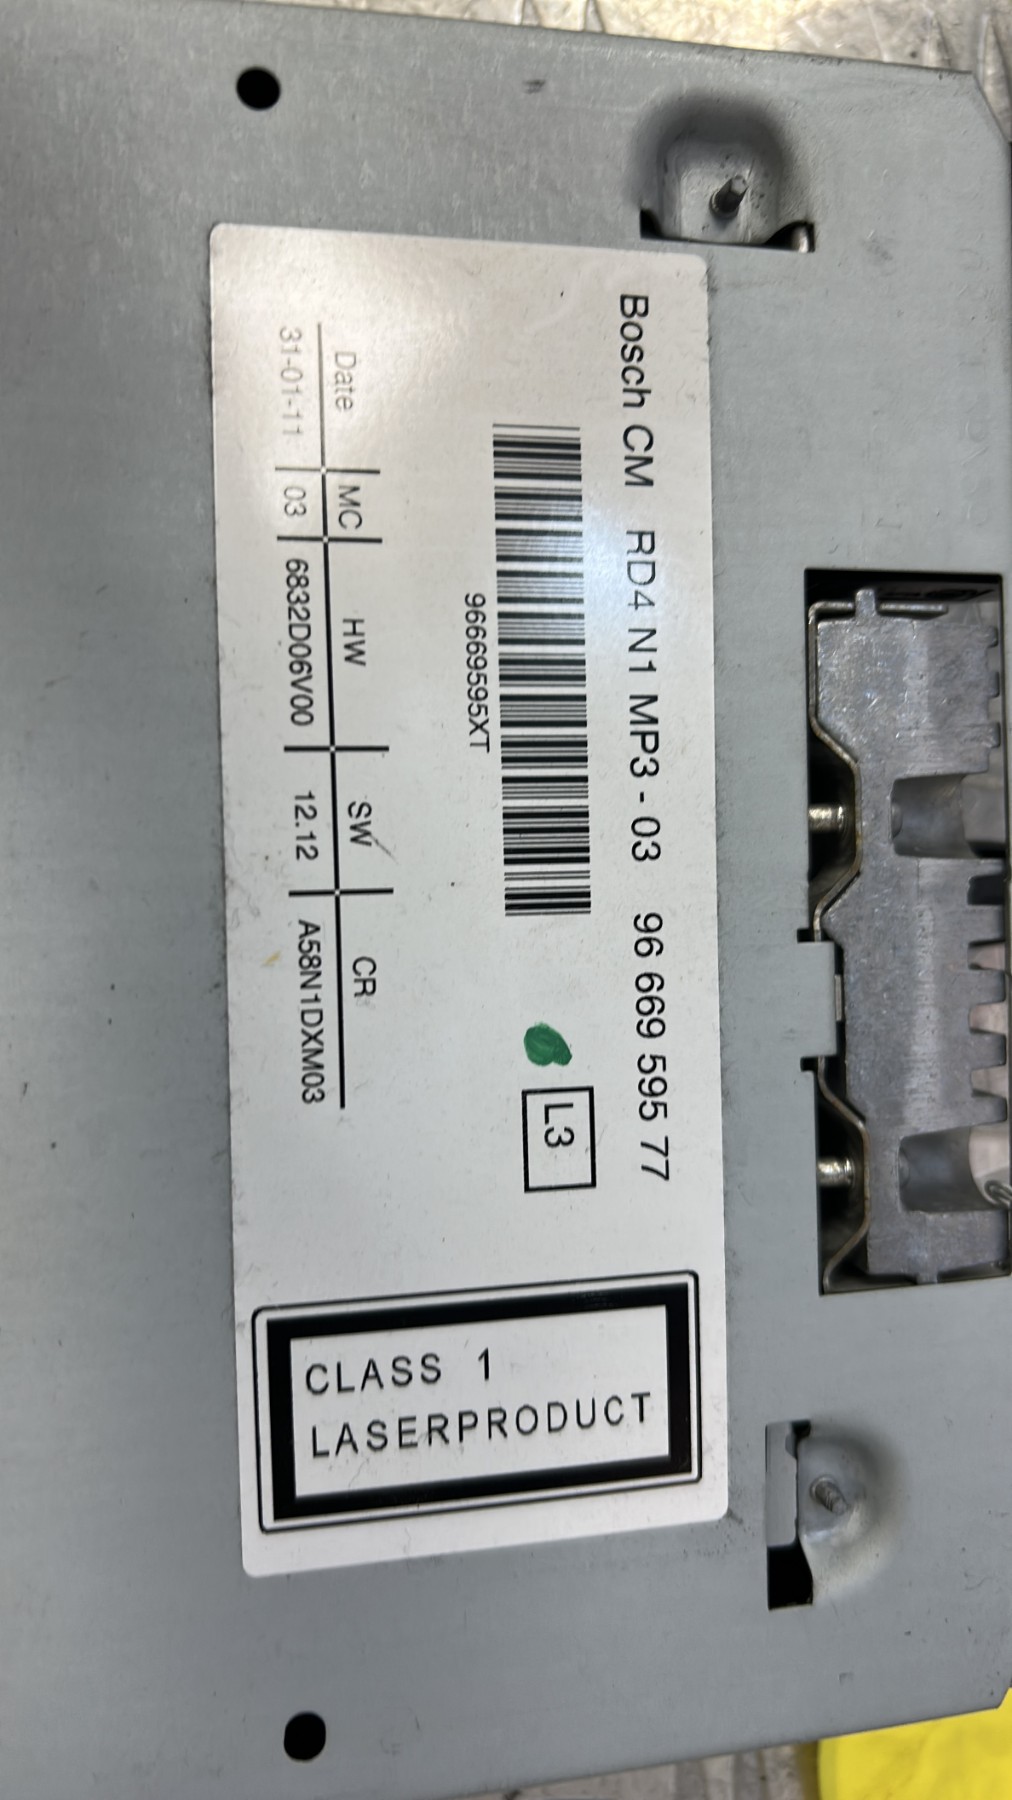 Bosch CM RD4 N1 MP3 - 03 96 669 595 77
L3
96669595XT
Date MC HW SW CR
31-01-11 03 6832D06V00 12.12 A58N1DXM03
CLASS 1
LASERPRODUCT